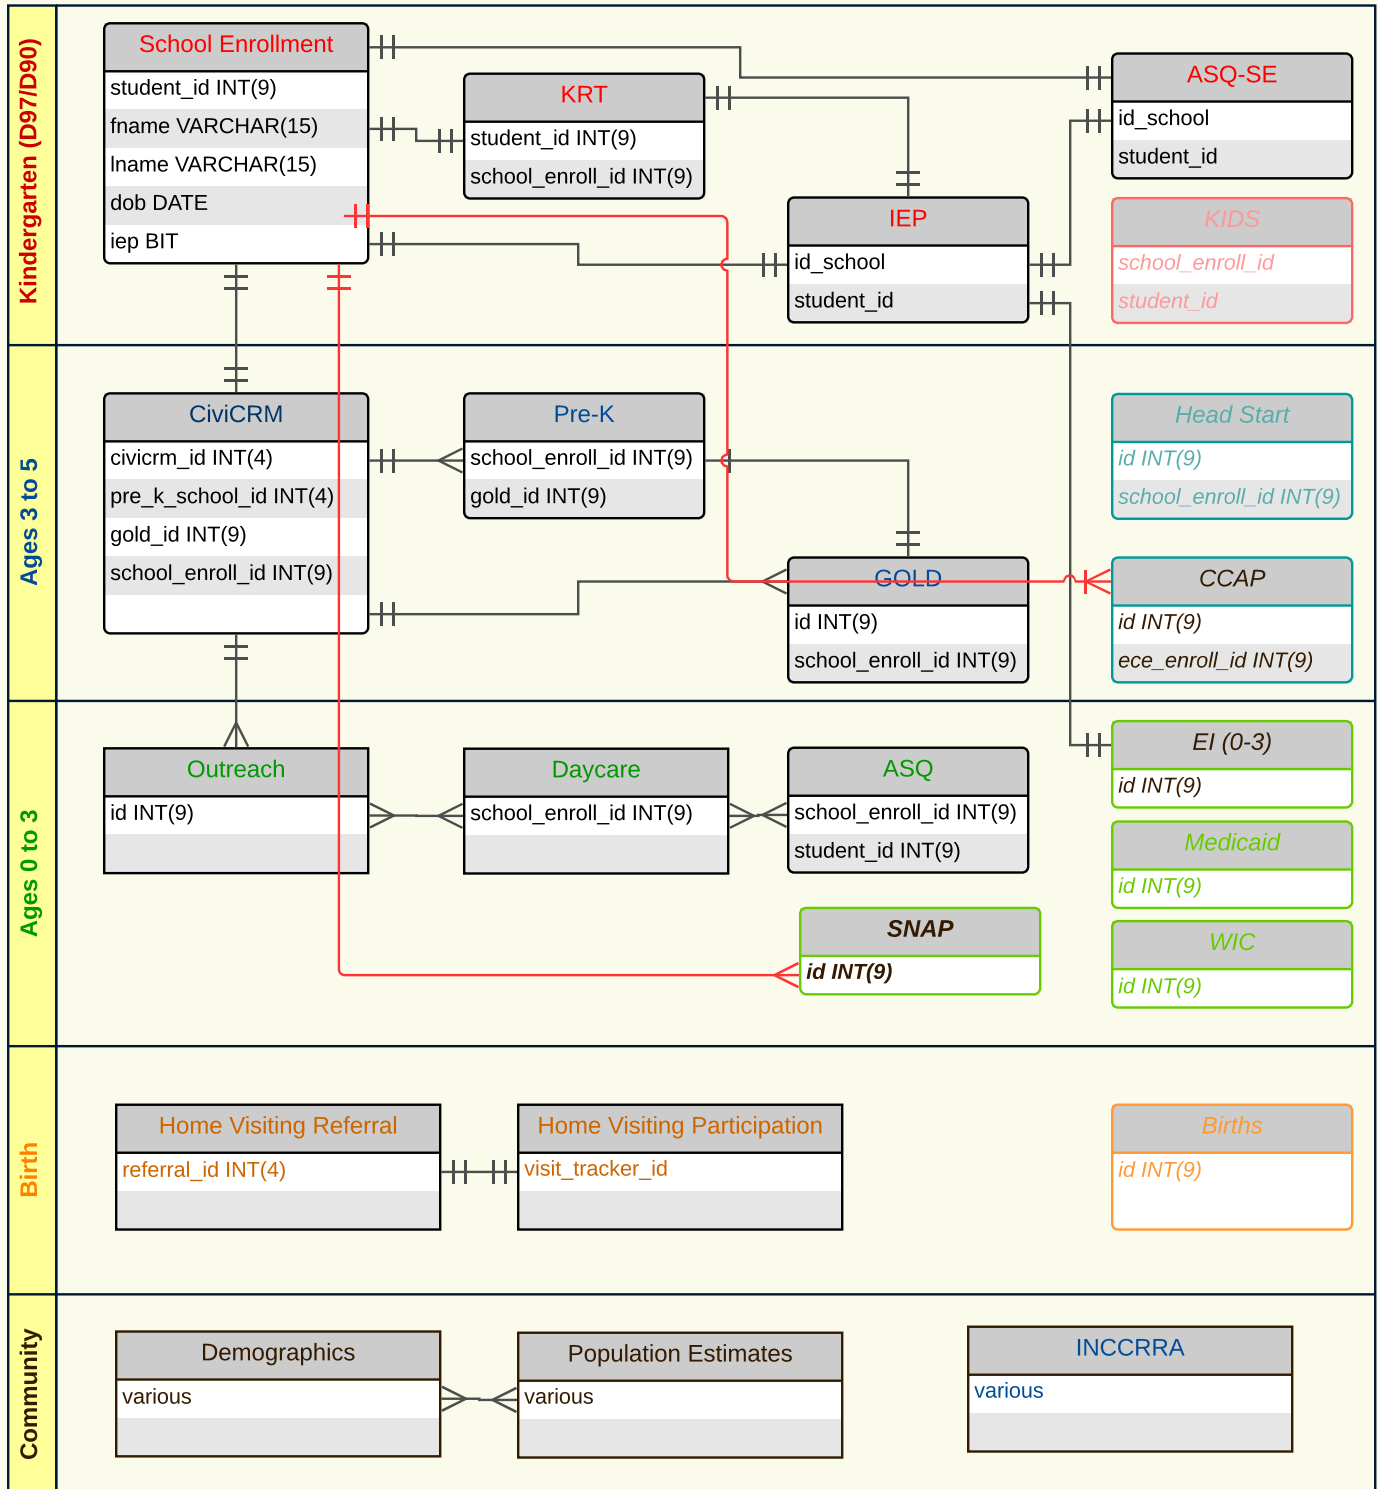 Kindergarten (D97/D90)
School Enrollment
student_id INT(9)
fname VARCHAR(15)
lname VARCHAR(15)
dob DATE
iep BIT
KRT
student_id INT(9)
school_enroll_id INT(9)
ASQ-SE
id_school
student_id
IEP
id_school
student_id
KIDS
school_enroll_id
student_id
Ages 3 to 5
CiviCRM
civicrm_id INT(4)
pre_k_school_id INT(4)
gold_id INT(9)
school_enroll_id INT(9)
Pre-K
school_enroll_id INT(9)
gold_id INT(9)
Head Start
id INT(9)
school_enroll_id INT(9)
GOLD
id INT(9)
school_enroll_id INT(9)
CCAP
id INT(9)
ece_enroll_id INT(9)
Ages 0 to 3
Outreach
id INT(9)
Daycare
school_enroll_id INT(9)
ASQ
school_enroll_id INT(9)
student_id INT(9)
EI (0-3)
id INT(9)
Medicaid
id INT(9)
SNAP
id INT(9)
WIC
id INT(9)
Birth
Home Visiting Referral
referral_id INT(4)
Home Visiting Participation
visit_tracker_id
Births
id INT(9)
Community
Demographics
various
Population Estimates
various
INCCRRA
various